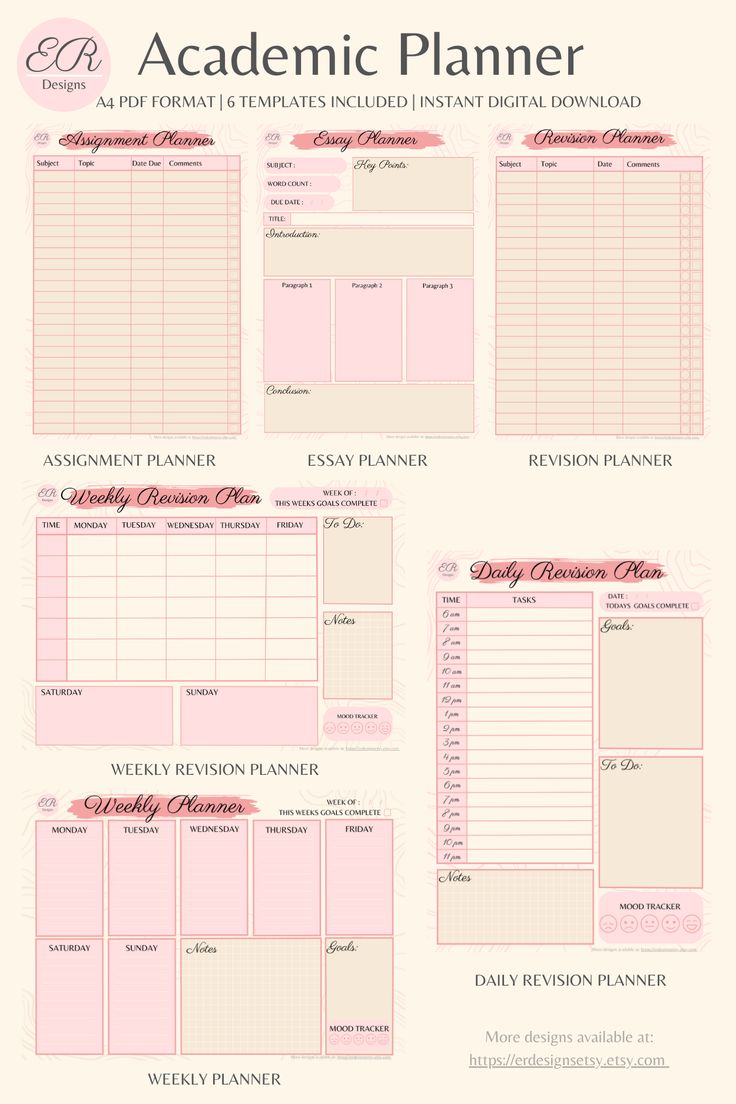 ER
Designs
Academic Planner
A4 PDF FORMAT | 6 TEMPLATES INCLUDED | INSTANT DIGITAL DOWNLOAD
ER
Designs
Assignment Planner
Subject Topic Date Due Comments
ASSIGNMENT PLANNER
ER
Designs
Essay Planner
SUBJECT :
WORD COUNT :
DUE DATE : / /
Key Points:
TITLE:
Introduction:
Paragraph 1 Paragraph 2 Paragraph 3
Conclusion:
ESSAY PLANNER
ER
Designs
Revision Planner
Subject Topic Date Comments
REVISION PLANNER
ER
Designs
Weekly Revision Plan
WEEK OF : / /
THIS WEEKS GOALS COMPLETE
TIME MONDAY TUESDAY WEDNESDAY THURSDAY FRIDAY
To Do:
Notes
SATURDAY SUNDAY
MOOD TRACKER
WEEKLY REVISION PLANNER
ER
Designs
Daily Revision Plan
TIME TASKS
DATE : / /
TODAYS GOALS COMPLETE
6 am
7 am
8 am
9 am
10 am
11 am
12 pm
1 pm
2 pm
3 pm
4 pm
5 pm
6 pm
7 pm
8 pm
9 pm
10 pm
11 pm
Goals:
To Do:
Notes
MOOD TRACKER
DAILY REVISION PLANNER
ER
Designs
Weekly Planner
WEEK OF : / /
THIS WEEKS GOALS COMPLETE
MONDAY TUESDAY WEDNESDAY THURSDAY FRIDAY
SATURDAY SUNDAY Notes Goals:
MOOD TRACKER
WEEKLY PLANNER
More designs available at:
https://erdesignsetsy.etsy.com